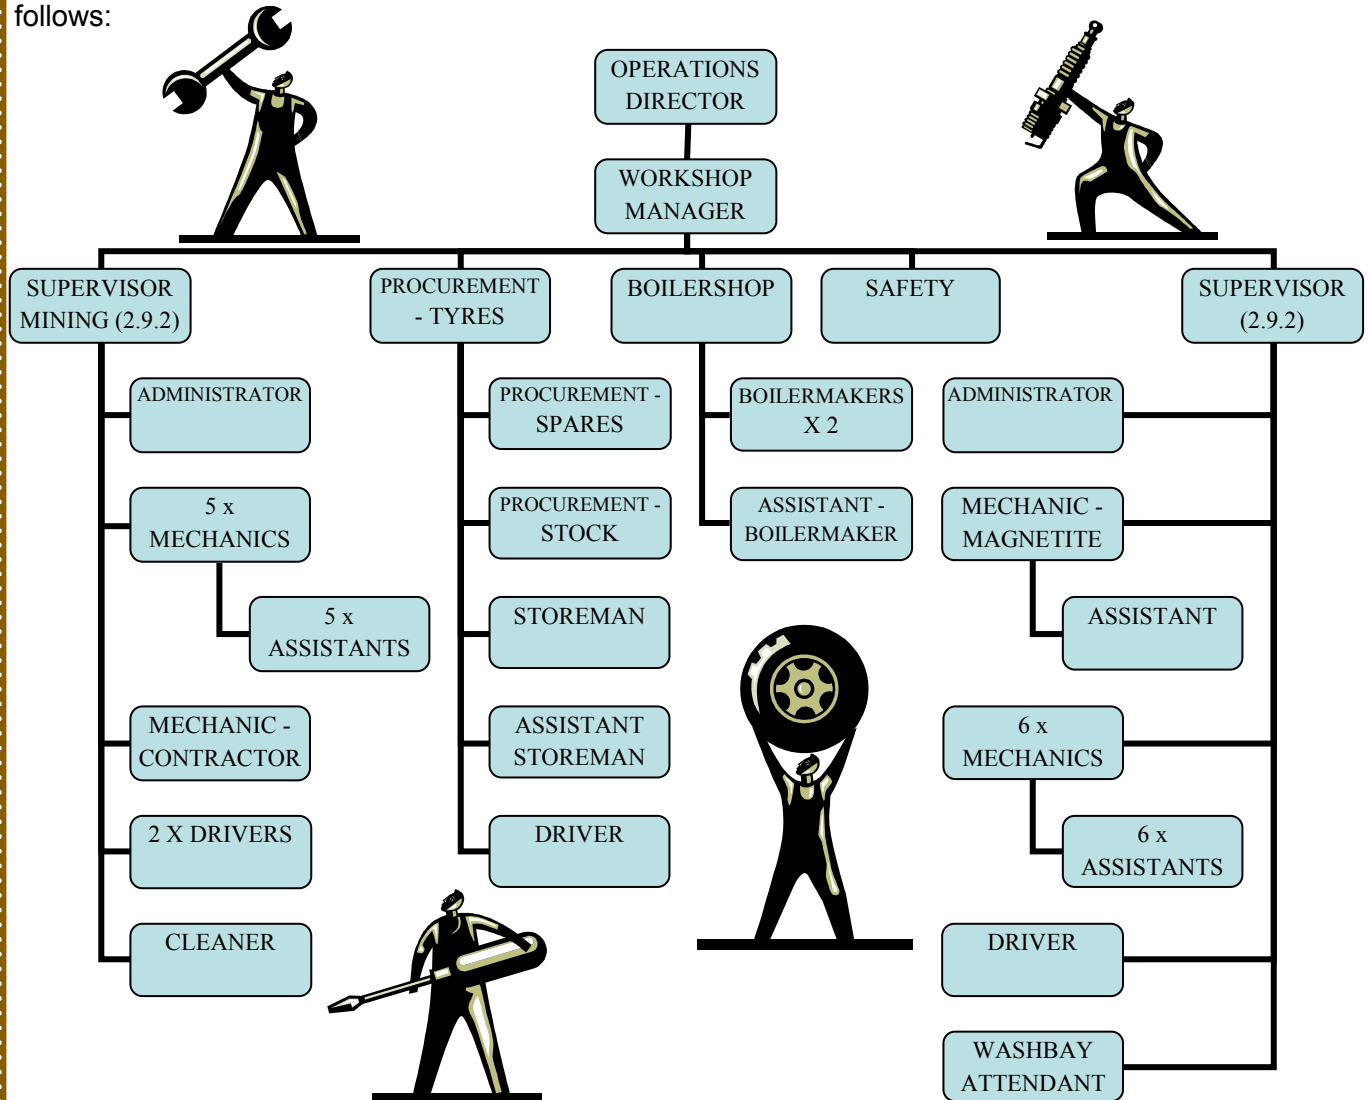 follows:
OPERATIONS
DIRECTOR
WORKSHOP
MANAGER
SUPERVISOR
MINING (2.9.2)
PROCUREMENT
- TYRES
BOILERSHOP
SAFETY
SUPERVISOR
(2.9.2)
ADMINISTRATOR
PROCUREMENT -
SPARES
BOILERMAKERS
X 2
ADMINISTRATOR
5 x
MECHANICS
PROCUREMENT -
STOCK
ASSISTANT -
BOILERMAKER
MECHANIC -
MAGNETITE
5 x
ASSISTANTS
STOREMAN
ASSISTANT
MECHANIC -
CONTRACTOR
ASSISTANT
STOREMAN
6 x
MECHANICS
2 X DRIVERS
DRIVER
6 x
ASSISTANTS
CLEANER
DRIVER
WASHBAY
ATTENDANT